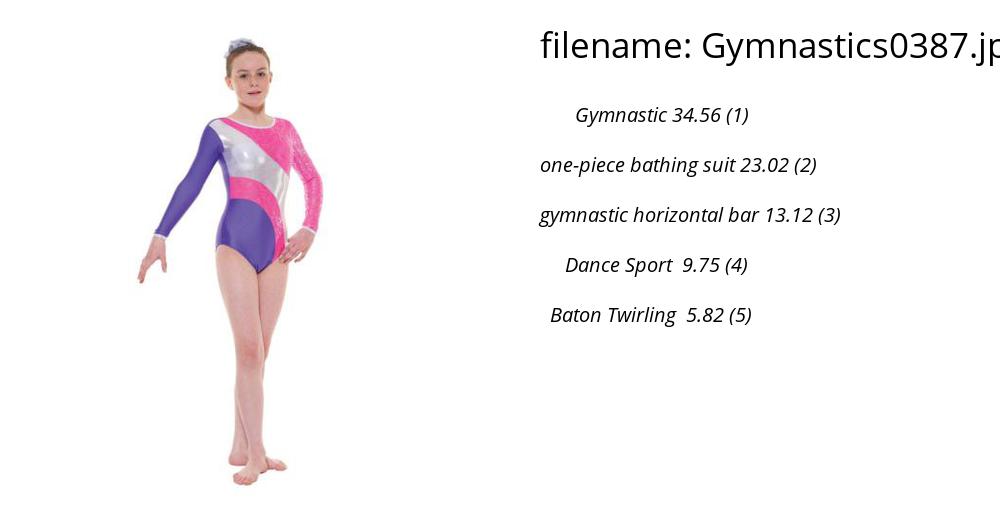 filename: Gymnastics0387.jp
Gymnastic 34.56 (1)
one-piece bathing suit 23.02 (2)
gymnastic horizontal bar 13.12 (3)
Dance Sport 9.75 (4)
Baton Twirling 5.82 (5)